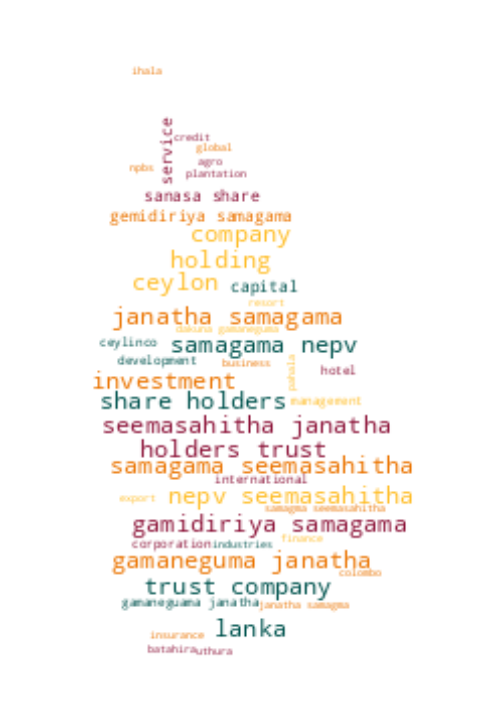 ihala
service
credit
global
agro
npbs
plantation
sanasa share
gemidiriya samagama
company
holding
ceylon
capital
resort
janatha samagama
dakuna gamaneguma
ceylinco
samagama nepv
development
business
pahala
hotel
investment
share holders
management
seemasahitha janatha
holders trust
samagama seemasahitha
international
export
nepv seemasahitha
samagma seemasahitha
gamidiriya samagama
finance
corporation
industries
gamaneguma janatha
colombo
trust company
gamaneguama janatha
janatha samagma
lanka
insurance
batahira
uthura